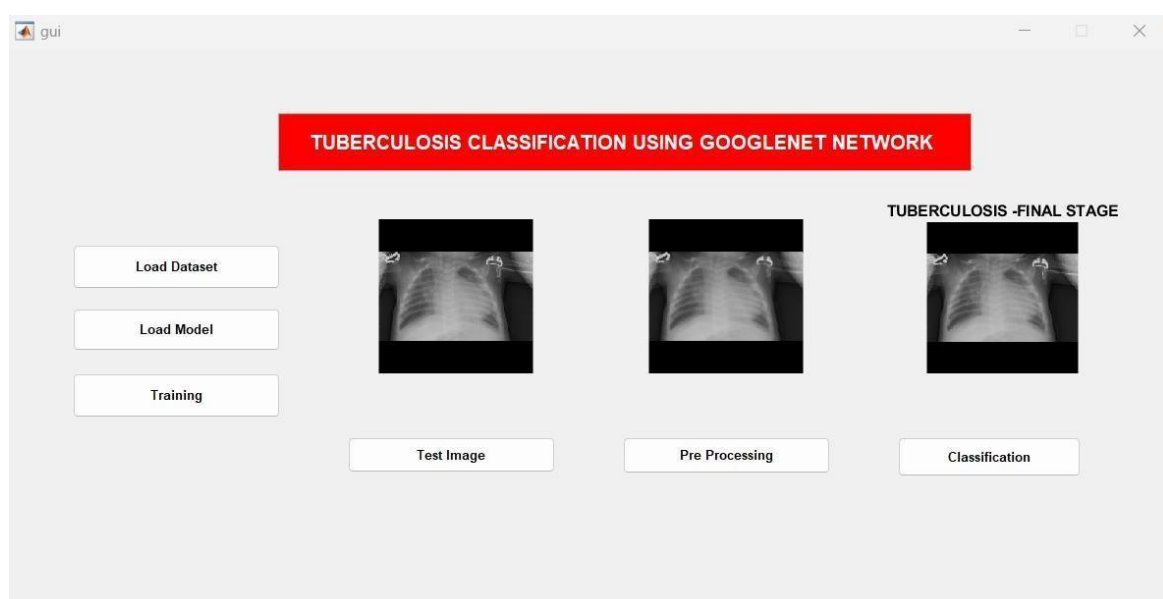 gui
TUBERCULOSIS CLASSIFICATION USING GOOGLENET NETWORK
TUBERCULOSIS -FINAL STAGE
Load Dataset
Load Model
Training
Test Image
Pre Processing
Classification